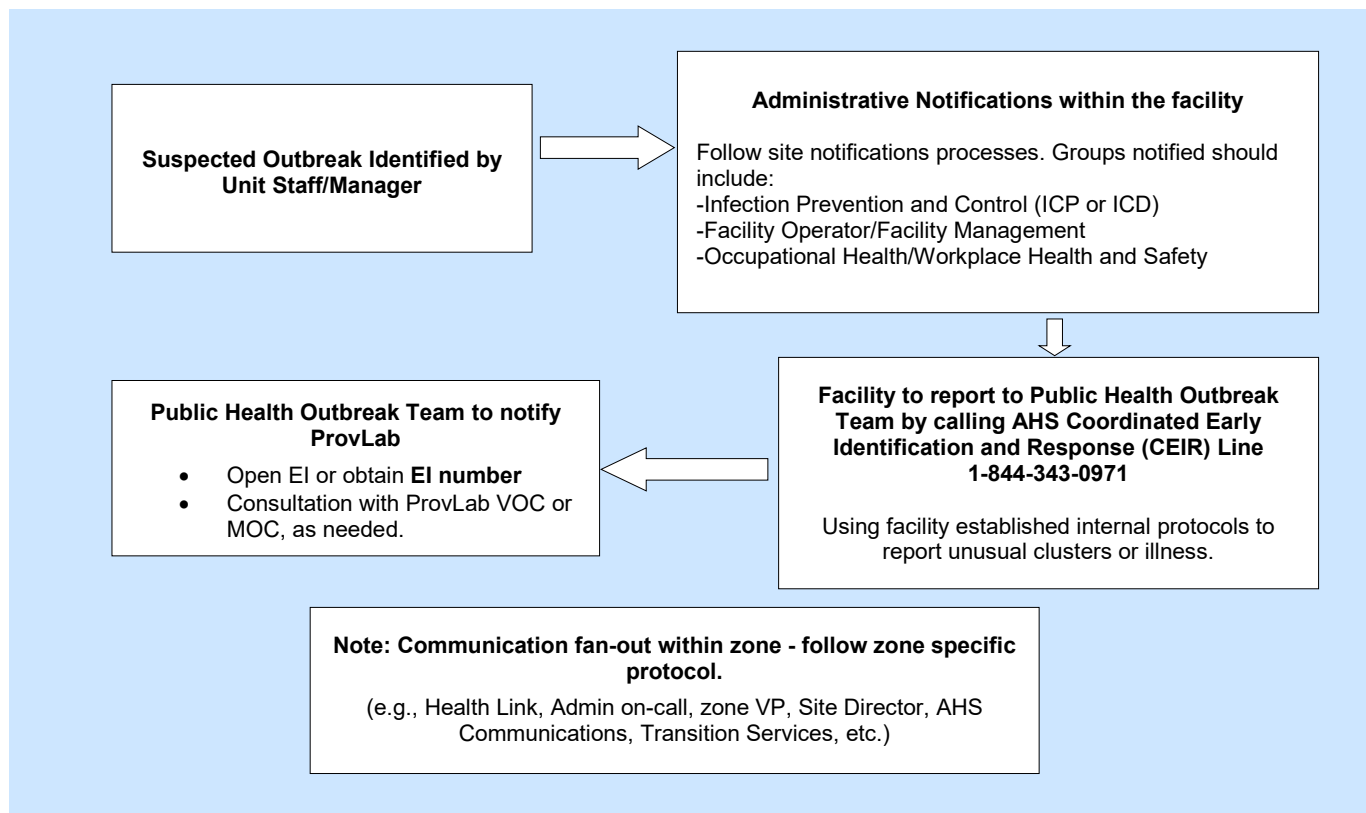 Suspected Outbreak Identified by
Unit Staff/Manager
Administrative Notifications within the facility
Follow site notifications processes. Groups notified should
include:
-Infection Prevention and Control (ICP or ICD)
-Facility Operator/Facility Management
-Occupational Health/Workplace Health and Safety
Facility to report to Public Health Outbreak
Team by calling AHS Coordinated Early
Identification and Response (CEIR) Line
1-844-343-0971
Using facility established internal protocols to
report unusual clusters or illness.
Public Health Outbreak Team to notify
ProvLab
• Open EI or obtain EI number
• Consultation with ProvLab VOC or
MOC, as needed.
Note: Communication fan-out within zone - follow zone specific
protocol.
(e.g., Health Link, Admin on-call, zone VP, Site Director, AHS
Communications, Transition Services, etc.)